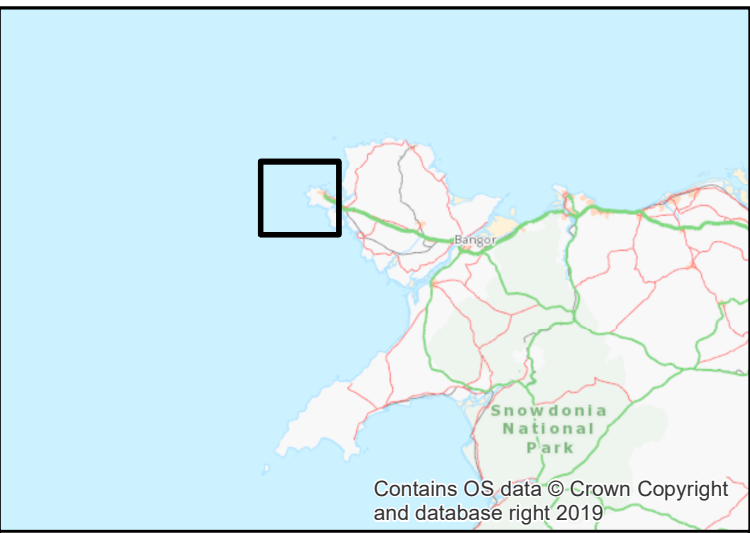 Bangor
Snowdonia
National
Park
Contains OS data © Crown Copyright
and database right 2019